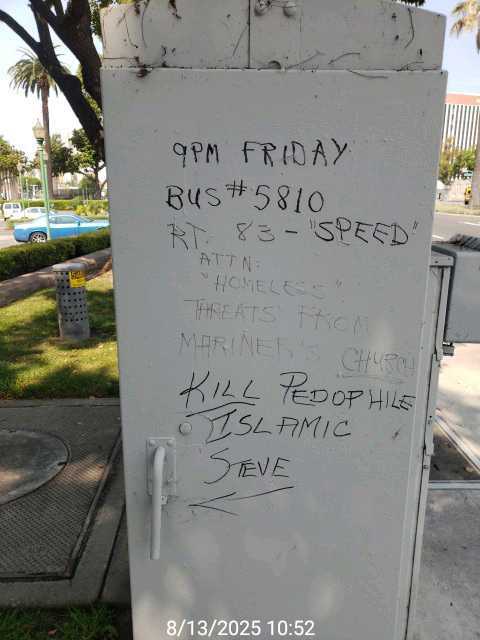 9PM FRIDAY
BUS #5810
RT. 83 - "SPEED"
ATTN:
"HOMELESS"
THREATS FROM
MARINER'S CHURCH
KILL PEDOPHILE
ISLAMIC
STEVE
8/13/2025 10:52